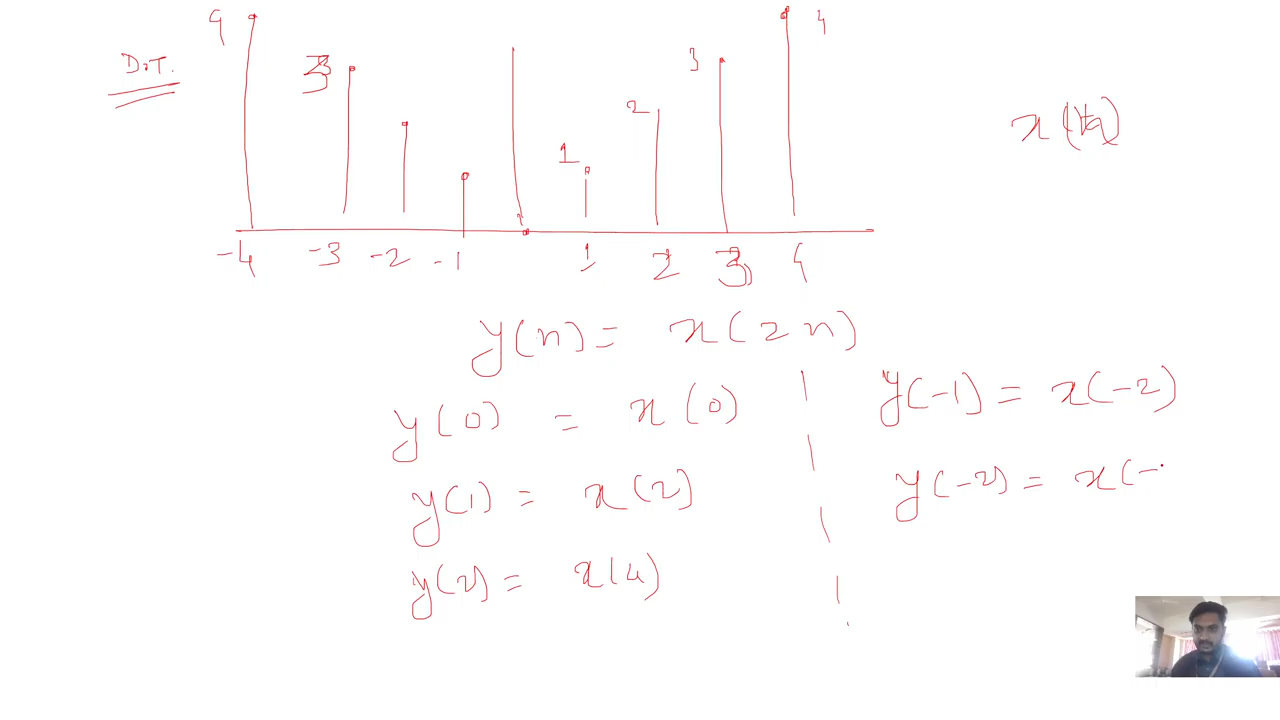 4 4
D.T. 3 3
2
1
-4 -3 -2 -1 1 2 3 4
y(n) = x(2n)
y(0) = x(0)
y(1) = x(2)
y(2) = x(4)
y(-1) = x(-2)
y(-2) = x(-